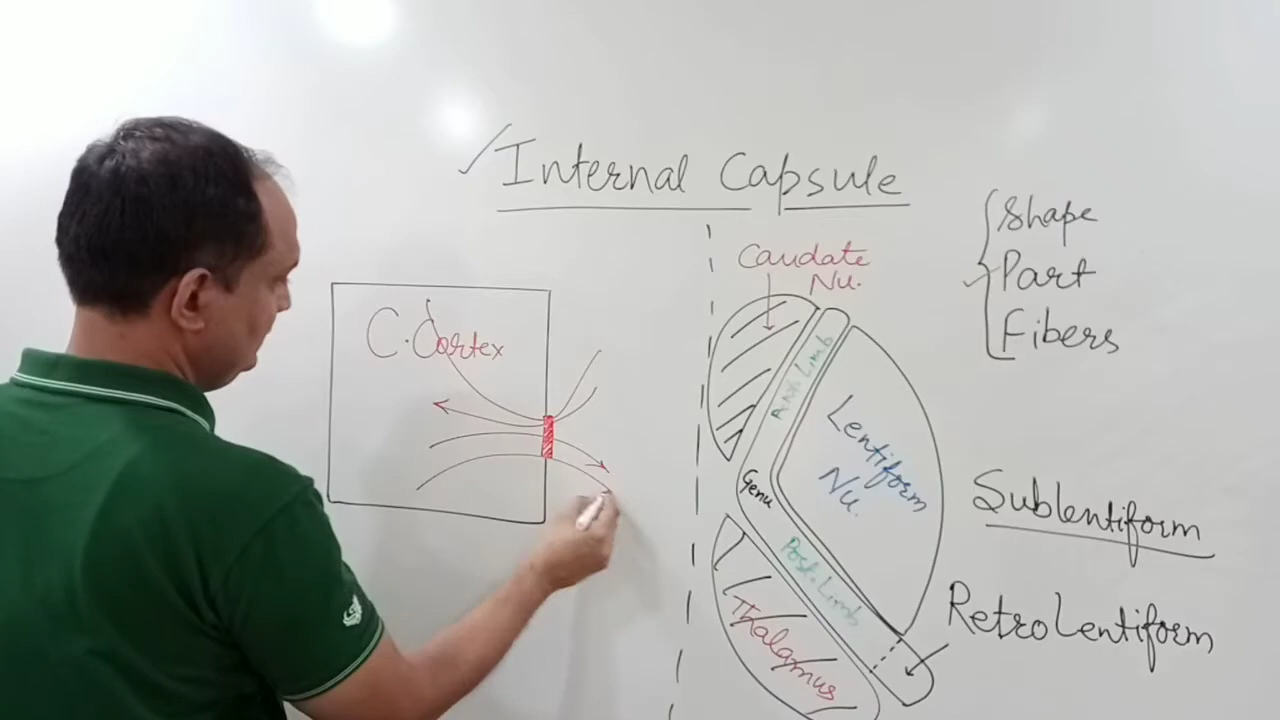 Internal Capsule
C. Cortex
Caudate
Nu.
Ant. Limb
Lentiform
Nu.
Genu
Post. Limb
Thalamus
Shape
Part
Fibers
Sublentiform
RetroLentiform